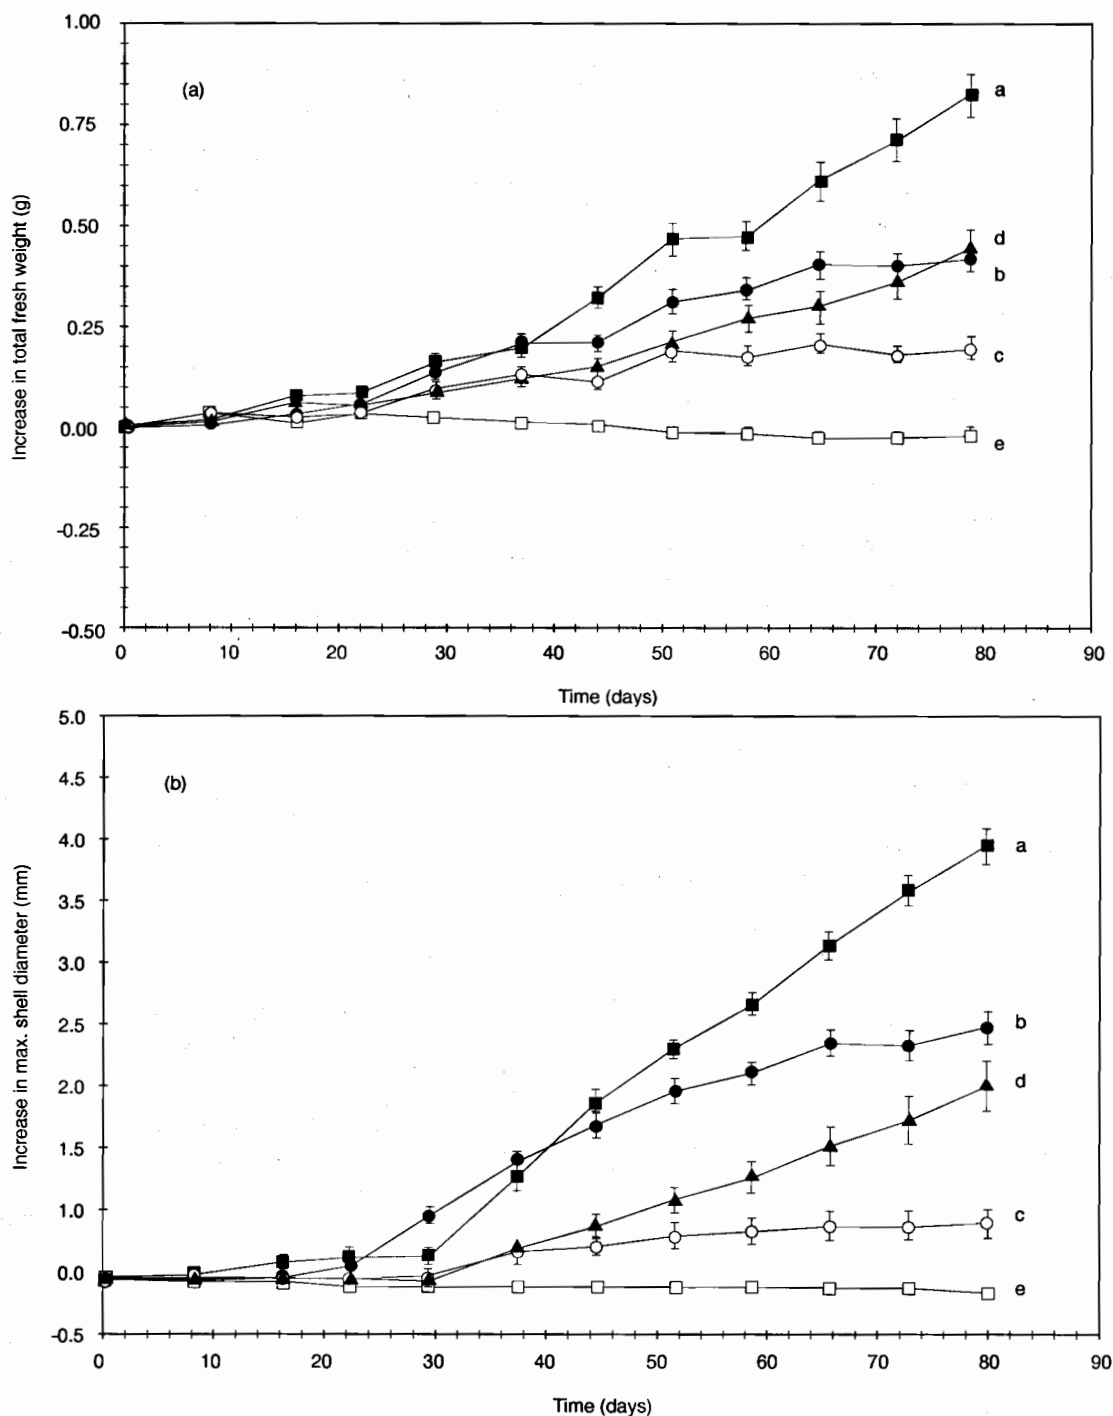 1.00
(a)
a
0.75
0.50
d
b
0.25
c
0.00
e
-0.25
-0.50
0 10 20 30 40 50 60 70 80 90
Increase in total fresh weight (g)
Time (days)
5.0
(b)
4.5
4.0
a
3.5
3.0
2.5
b
2.0
d
1.5
1.0
c
0.0
e
-0.5
0 10 20 30 40 50 60 70 80 90
Increase in max. shell diameter (mm)
Time (days)